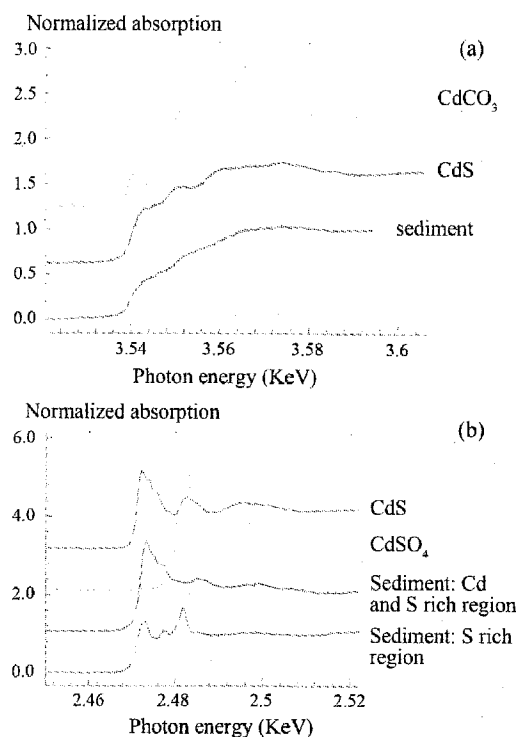 Normalized absorption
(a)
3.0
2.5
CdCO₃
2.0
CdS
1.5
1.0
sediment
0.5
0.0
3.54 3.56 3.58 3.6
Photon energy (KeV)
Normalized absorption
(b)
6.0
CdS
4.0
CdSO₄
Sediment: Cd
and S rich region
2.0
Sediment: S rich
region
0.0
2.46 2.48 2.5 2.52
Photon energy (KeV)